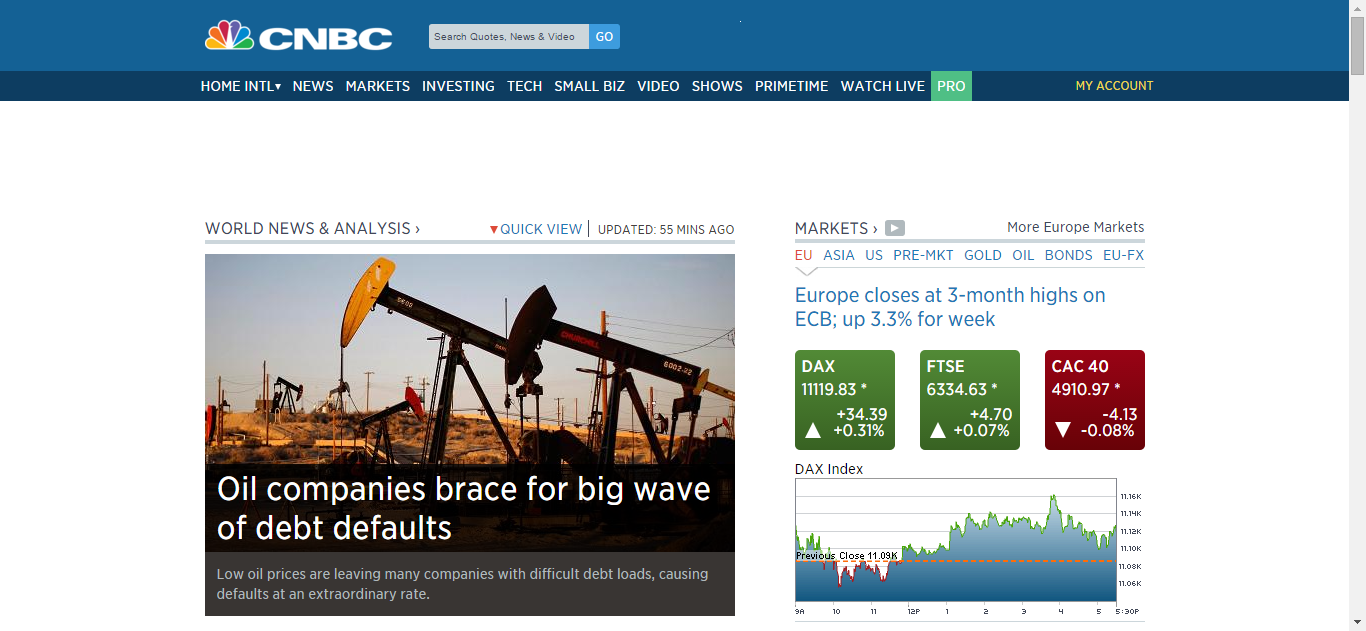 CNBC
Search Quotes, News & Video
GO
HOME INTL▾ NEWS MARKETS INVESTING TECH SMALL BIZ VIDEO SHOWS PRIMETIME WATCH LIVE PRO MY ACCOUNT
WORLD NEWS & ANALYSIS ›
▼QUICK VIEW | UPDATED: 55 MINS AGO
5600
CHURCHILL
6002-22
Oil companies brace for big wave
of debt defaults
Low oil prices are leaving many companies with difficult debt loads, causing
defaults at an extraordinary rate.
MARKETS ›
More Europe Markets
EU ASIA US PRE-MKT GOLD OIL BONDS EU-FX
Europe closes at 3-month highs on
ECB; up 3.3% for week
DAX
11119.83 *
+34.39
+0.31%
FTSE
6334.63 *
+4.70
+0.07%
CAC 40
4910.97 *
-4.13
-0.08%
DAX Index
11.16K
11.14K
11.12K
11.10K
11.08K
11.06K
Previous Close 11.09K
9A 10 11 12P 1 2 3 4 5 5:30P